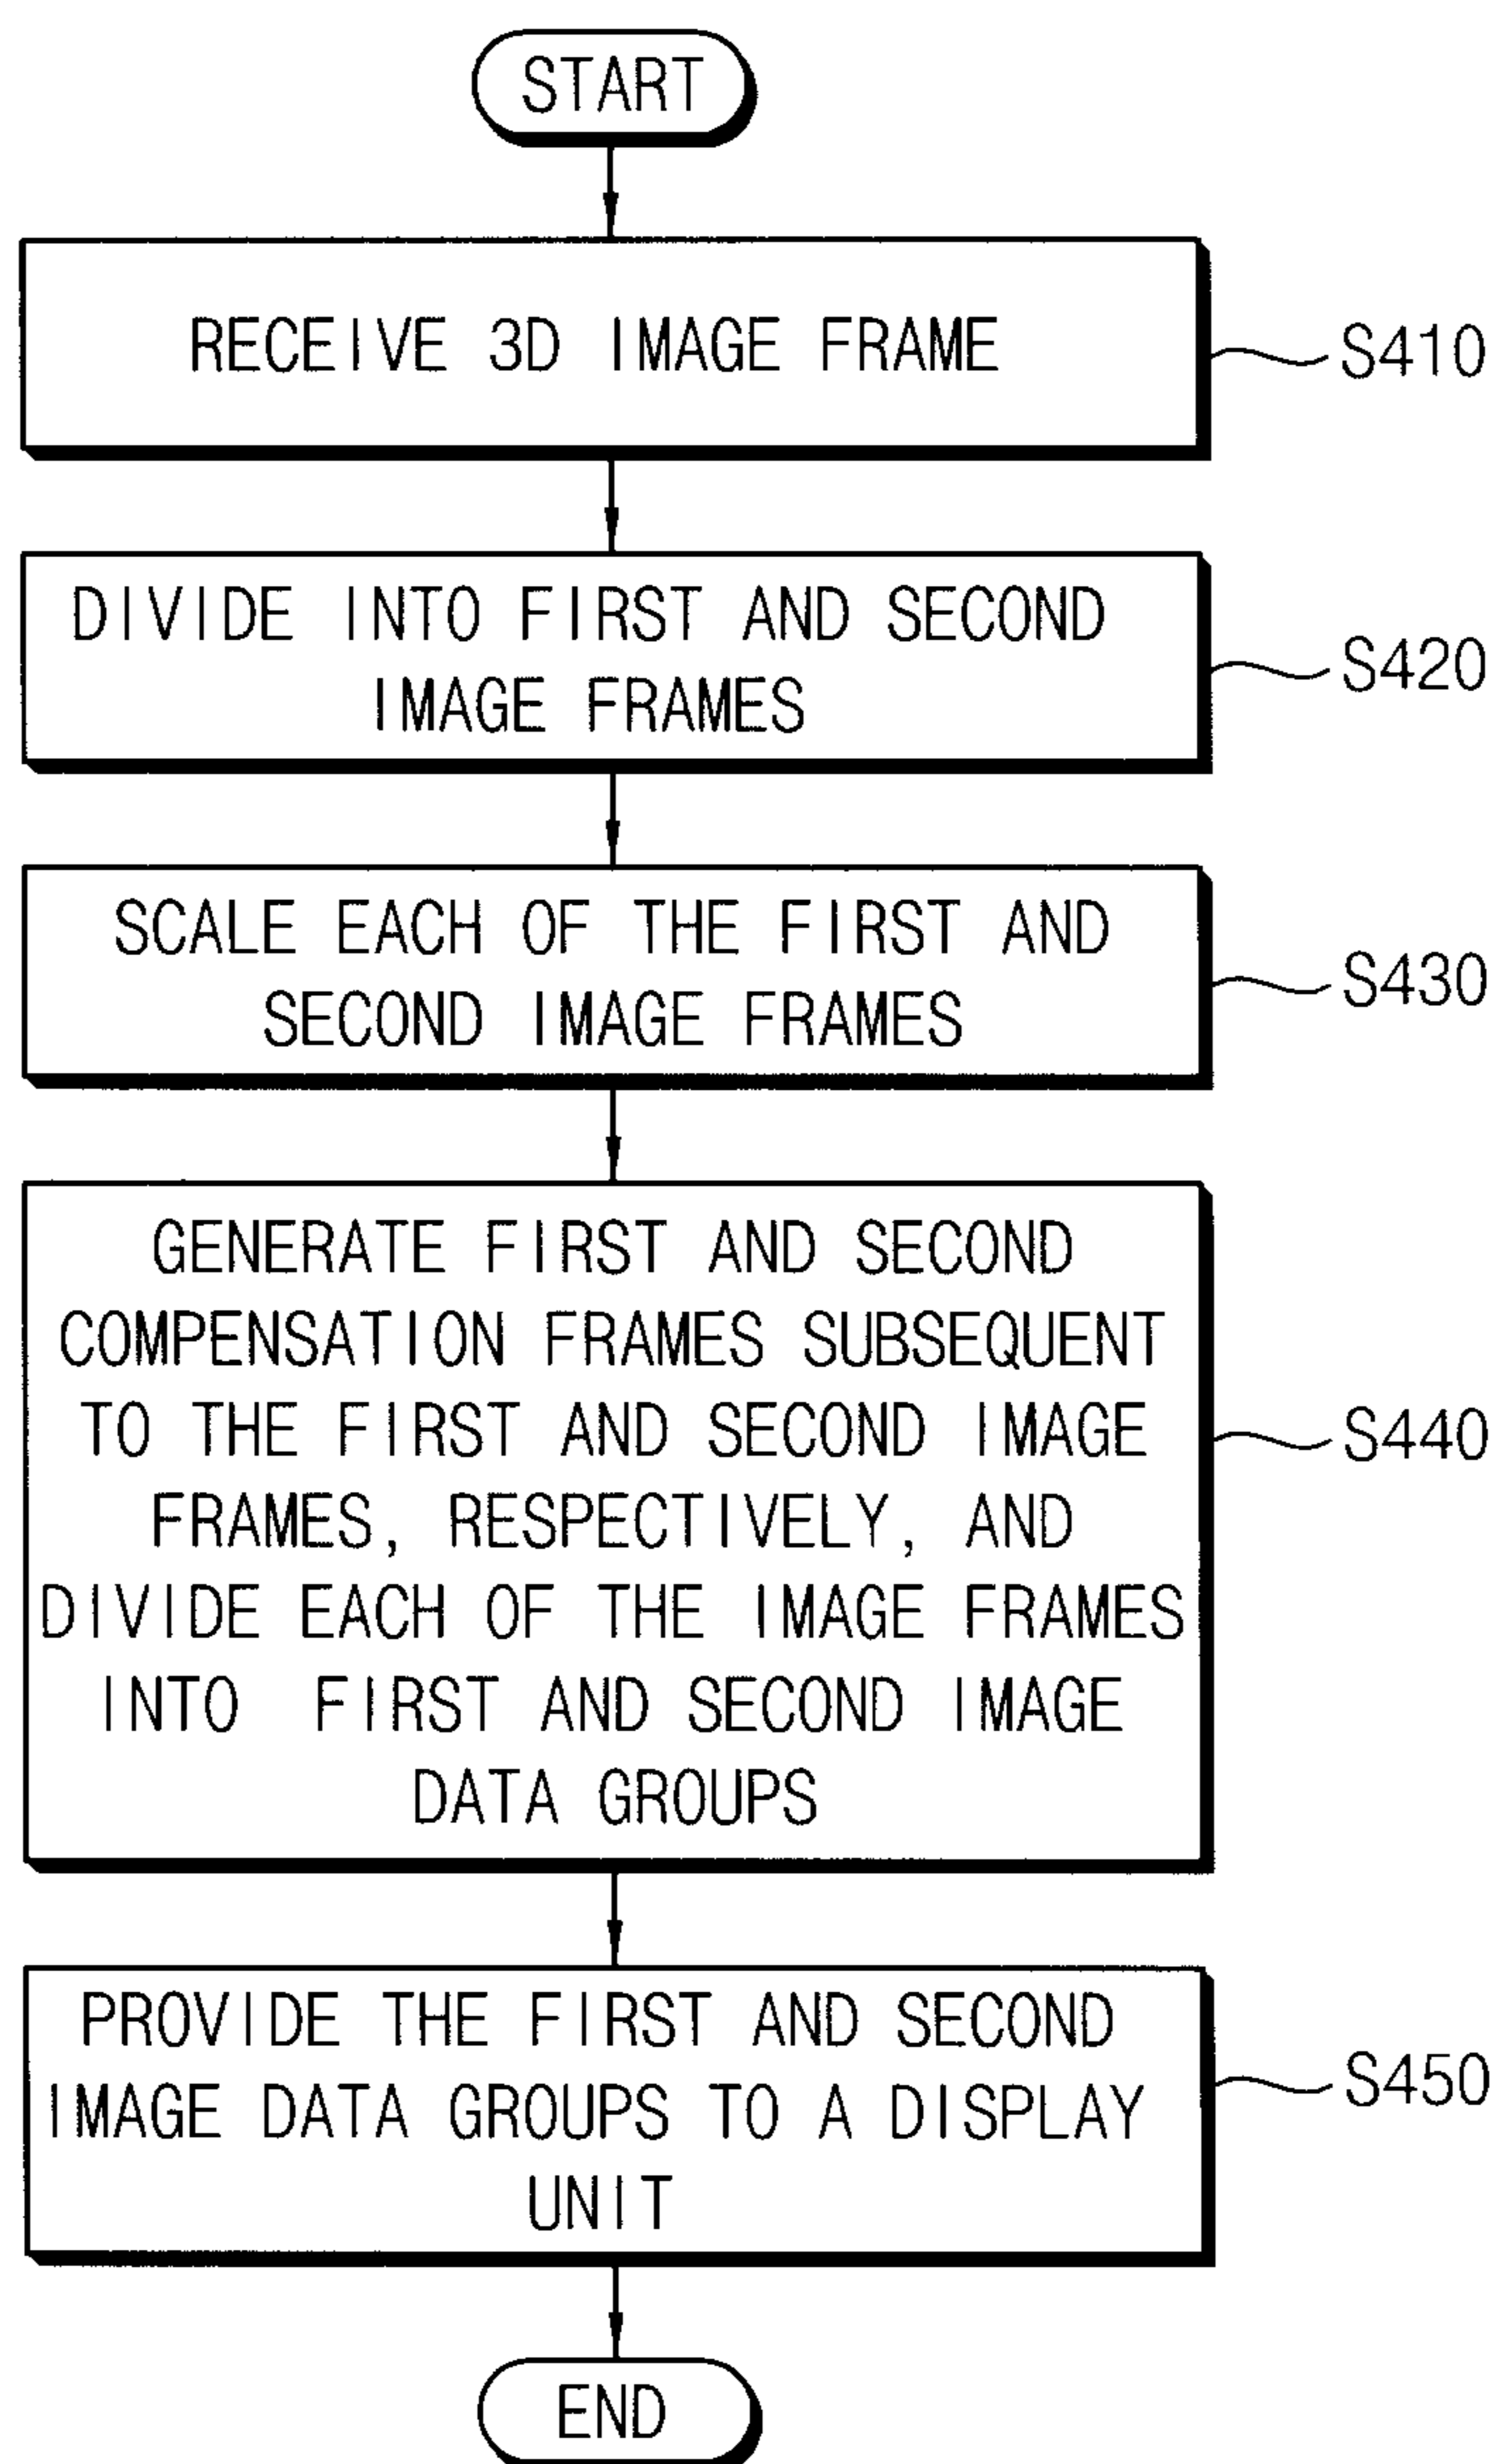 START
RECEIVE 3D IMAGE FRAME
S410
DIVIDE INTO FIRST AND SECOND
IMAGE FRAMES
S420
SCALE EACH OF THE FIRST AND
SECOND IMAGE FRAMES
S430
GENERATE FIRST AND SECOND
COMPENSATION FRAMES SUBSEQUENT
TO THE FIRST AND SECOND IMAGE
FRAMES, RESPECTIVELY, AND
DIVIDE EACH OF THE IMAGE FRAMES
INTO FIRST AND SECOND IMAGE
DATA GROUPS
S440
PROVIDE THE FIRST AND SECOND
IMAGE DATA GROUPS TO A DISPLAY
UNIT
S450
END